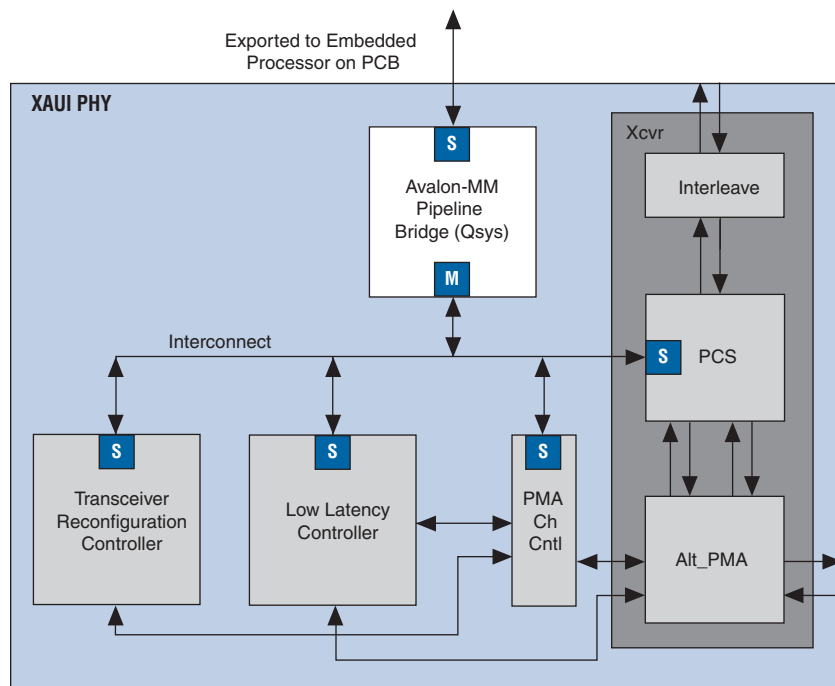 Exported to Embedded
Processor on PCB
XAUI PHY
S
Avalon-MM
Pipeline
Bridge (Qsys)
M
Xcvr
Interleave
Interconnect
S
PCS
S
Transceiver
Reconfiguration
Controller
S
Low Latency
Controller
S
PMA
Ch
Cntl
Alt_PMA